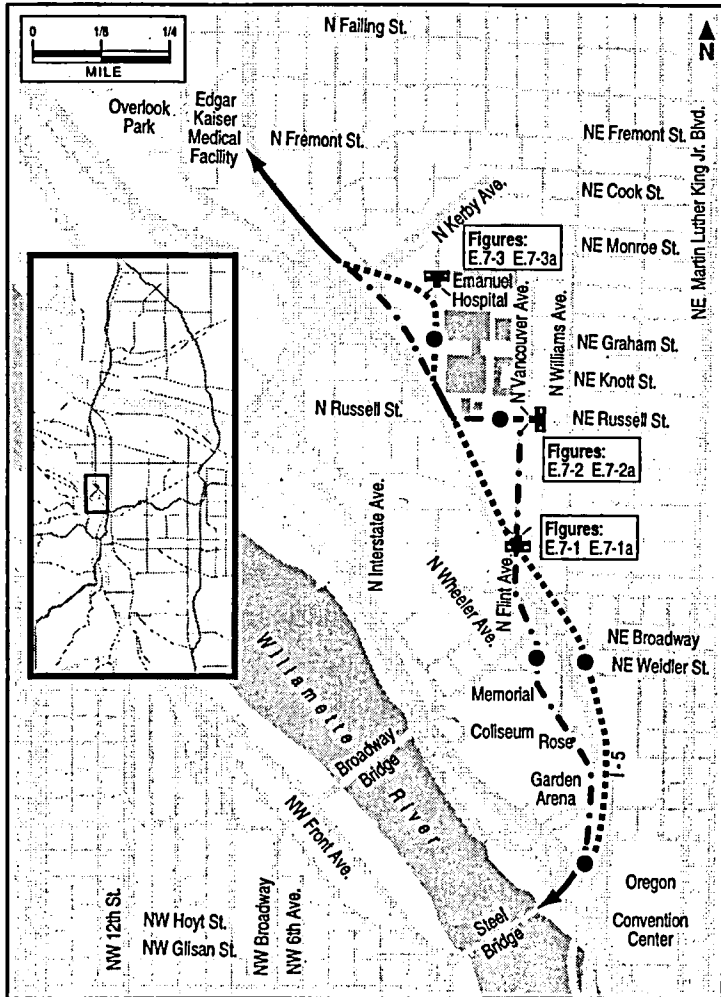 0 1/8 1/4
MILE
N Failing St.
N
Overlook
Park
Edgar
Kaiser
Medical
Facility
N Fremont St.
NE Fremont St.
NE Martin Luther King Jr. Blvd.
N Kerby Ave.
NE Cook St.
Figures:
E.7-3 E.7-3a
NE Monroe St.
Emanuel
Hospital
N Vancouver Ave.
N Williams Ave.
NE Graham St.
NE Knott St.
N Russell St.
NE Russell St.
Figures:
E.7-2 E.7-2a
Figures:
E.7-1 E.7-1a
N Interstate Ave.
N Wheeler Ave.
N Flint Ave.
NE Broadway
NE Weidler St.
Memorial
Coliseum
Rose
Garden
Arena
I-5
Willamette
River
Broadway
Bridge
NW Front Ave.
Oregon
Convention
Center
Steel
Bridge
NW 12th St.
NW Hoyt St.
NW Glisan St.
NW Broadway
NW 6th Ave.